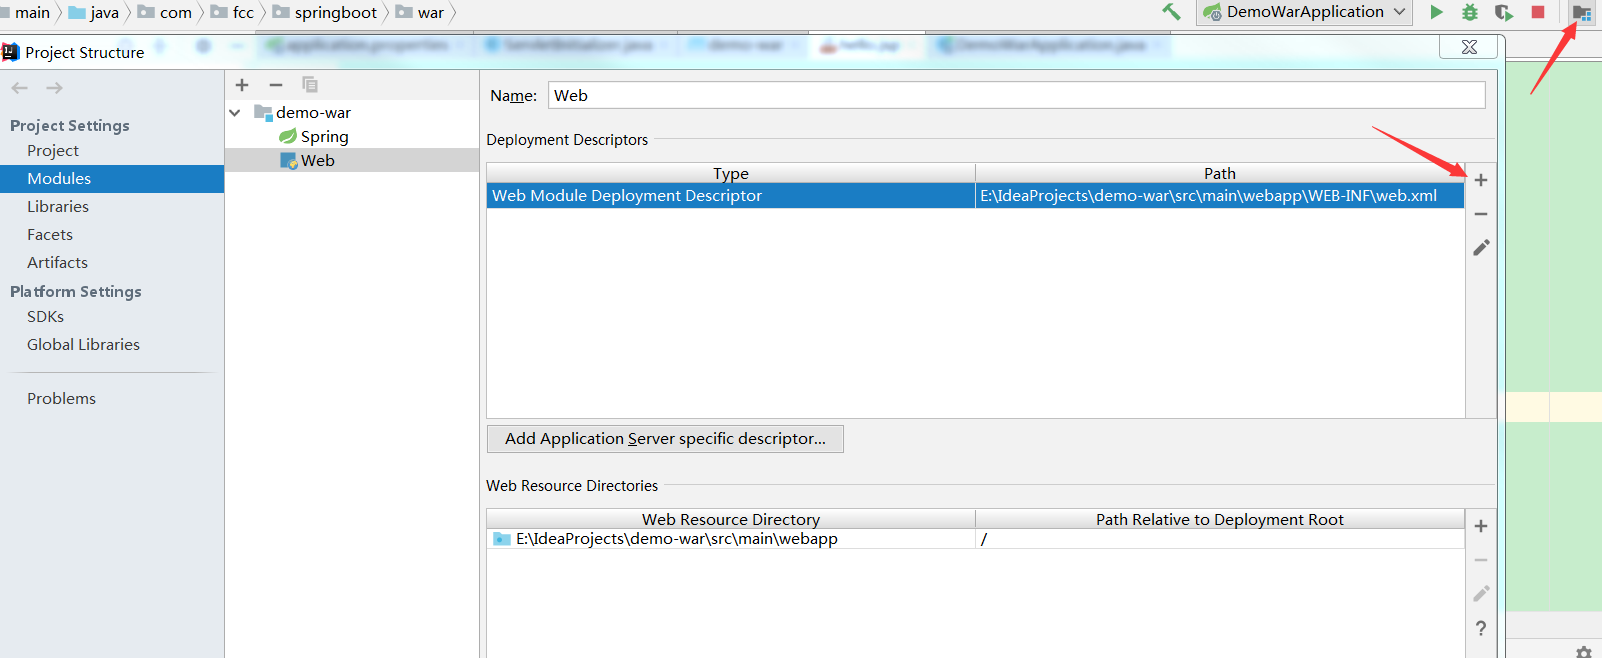 main java com fcc springboot war DemoWarApplication
Project Structure
Project Settings
Project
Modules
Libraries
Facets
Artifacts
Platform Settings
SDKs
Global Libraries
Problems
demo-war
Spring
Web
Name: Web
Deployment Descriptors
Type Path
Web Module Deployment Descriptor E:\IdeaProjects\demo-war\src\main\webapp\WEB-INF\web.xml
Add Application Server specific descriptor...
Web Resource Directories
Web Resource Directory Path Relative to Deployment Root
E:\IdeaProjects\demo-war\src\main\webapp /